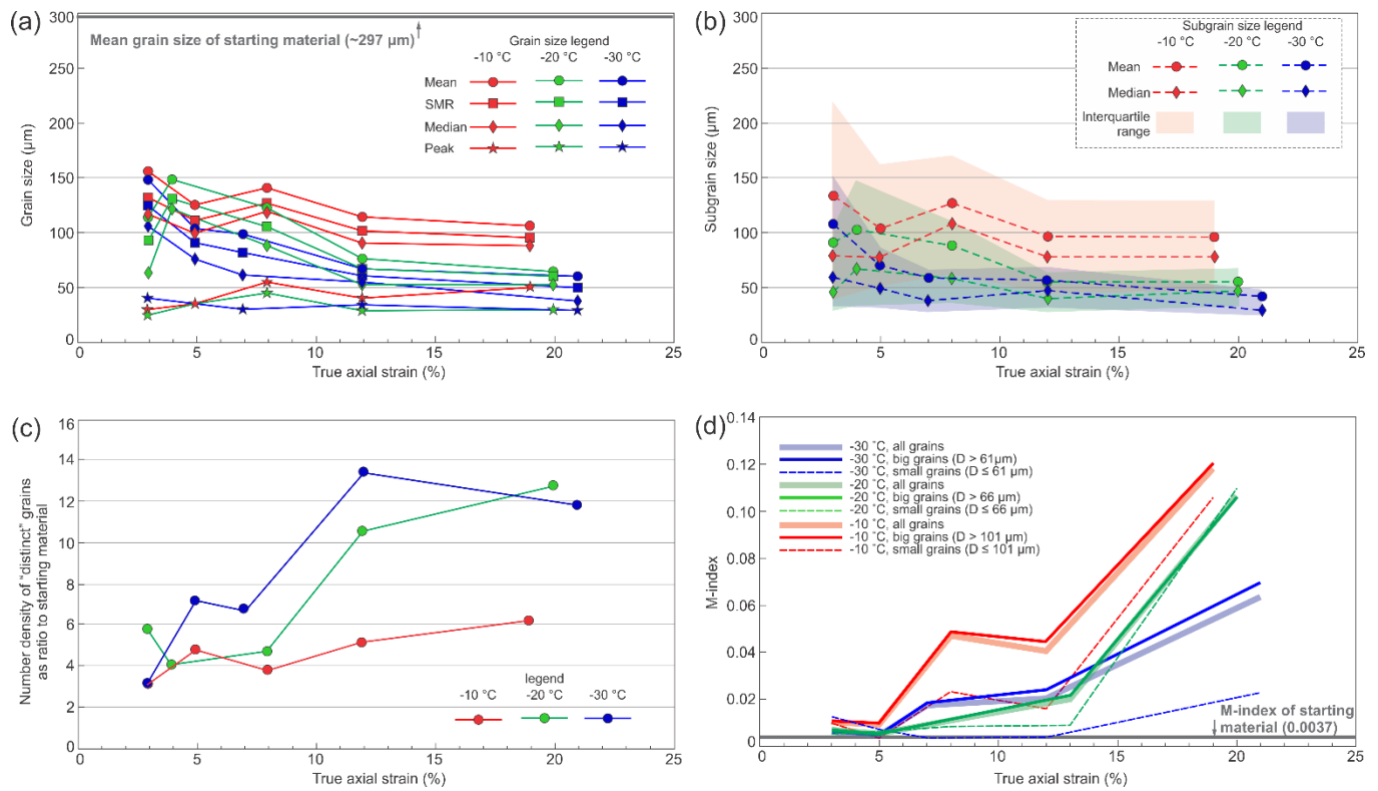 (a)
300
250
200
150
100
50
0
Grain size (µm)
Mean grain size of starting material (~297 µm)
Grain size legend
-10 °C -20 °C -30 °C
Mean
SMR
Median
Peak
0 5 10 15 20 25
True axial strain (%)
(b)
300
250
200
150
100
50
0
Subgrain size (µm)
Subgrain size legend
-10 °C -20 °C -30 °C
Mean
Median
Interquartile
range
0 5 10 15 20 25
True axial strain (%)
(c)
16
14
12
10
8
6
4
2
0
Number density of "distinct" grains
as ratio to starting material
legend
-10 °C -20 °C -30 °C
0 5 10 15 20 25
True axial strain (%)
(d)
0.14
0.12
0.10
0.08
0.06
0.04
0.02
0
M-index
-30 °C, all grains
-30 °C, big grains (D > 61µm)
-30 °C, small grains (D ≤ 61 µm)
-20 °C, all grains
-20 °C, big grains (D > 66 µm)
-20 °C, small grains (D ≤ 66 µm)
-10 °C, all grains
-10 °C, big grains (D > 101 µm)
-10 °C, small grains (D ≤ 101 µm)
M-index of starting
material (0.0037)
0 5 10 15 20 25
True axial strain (%)